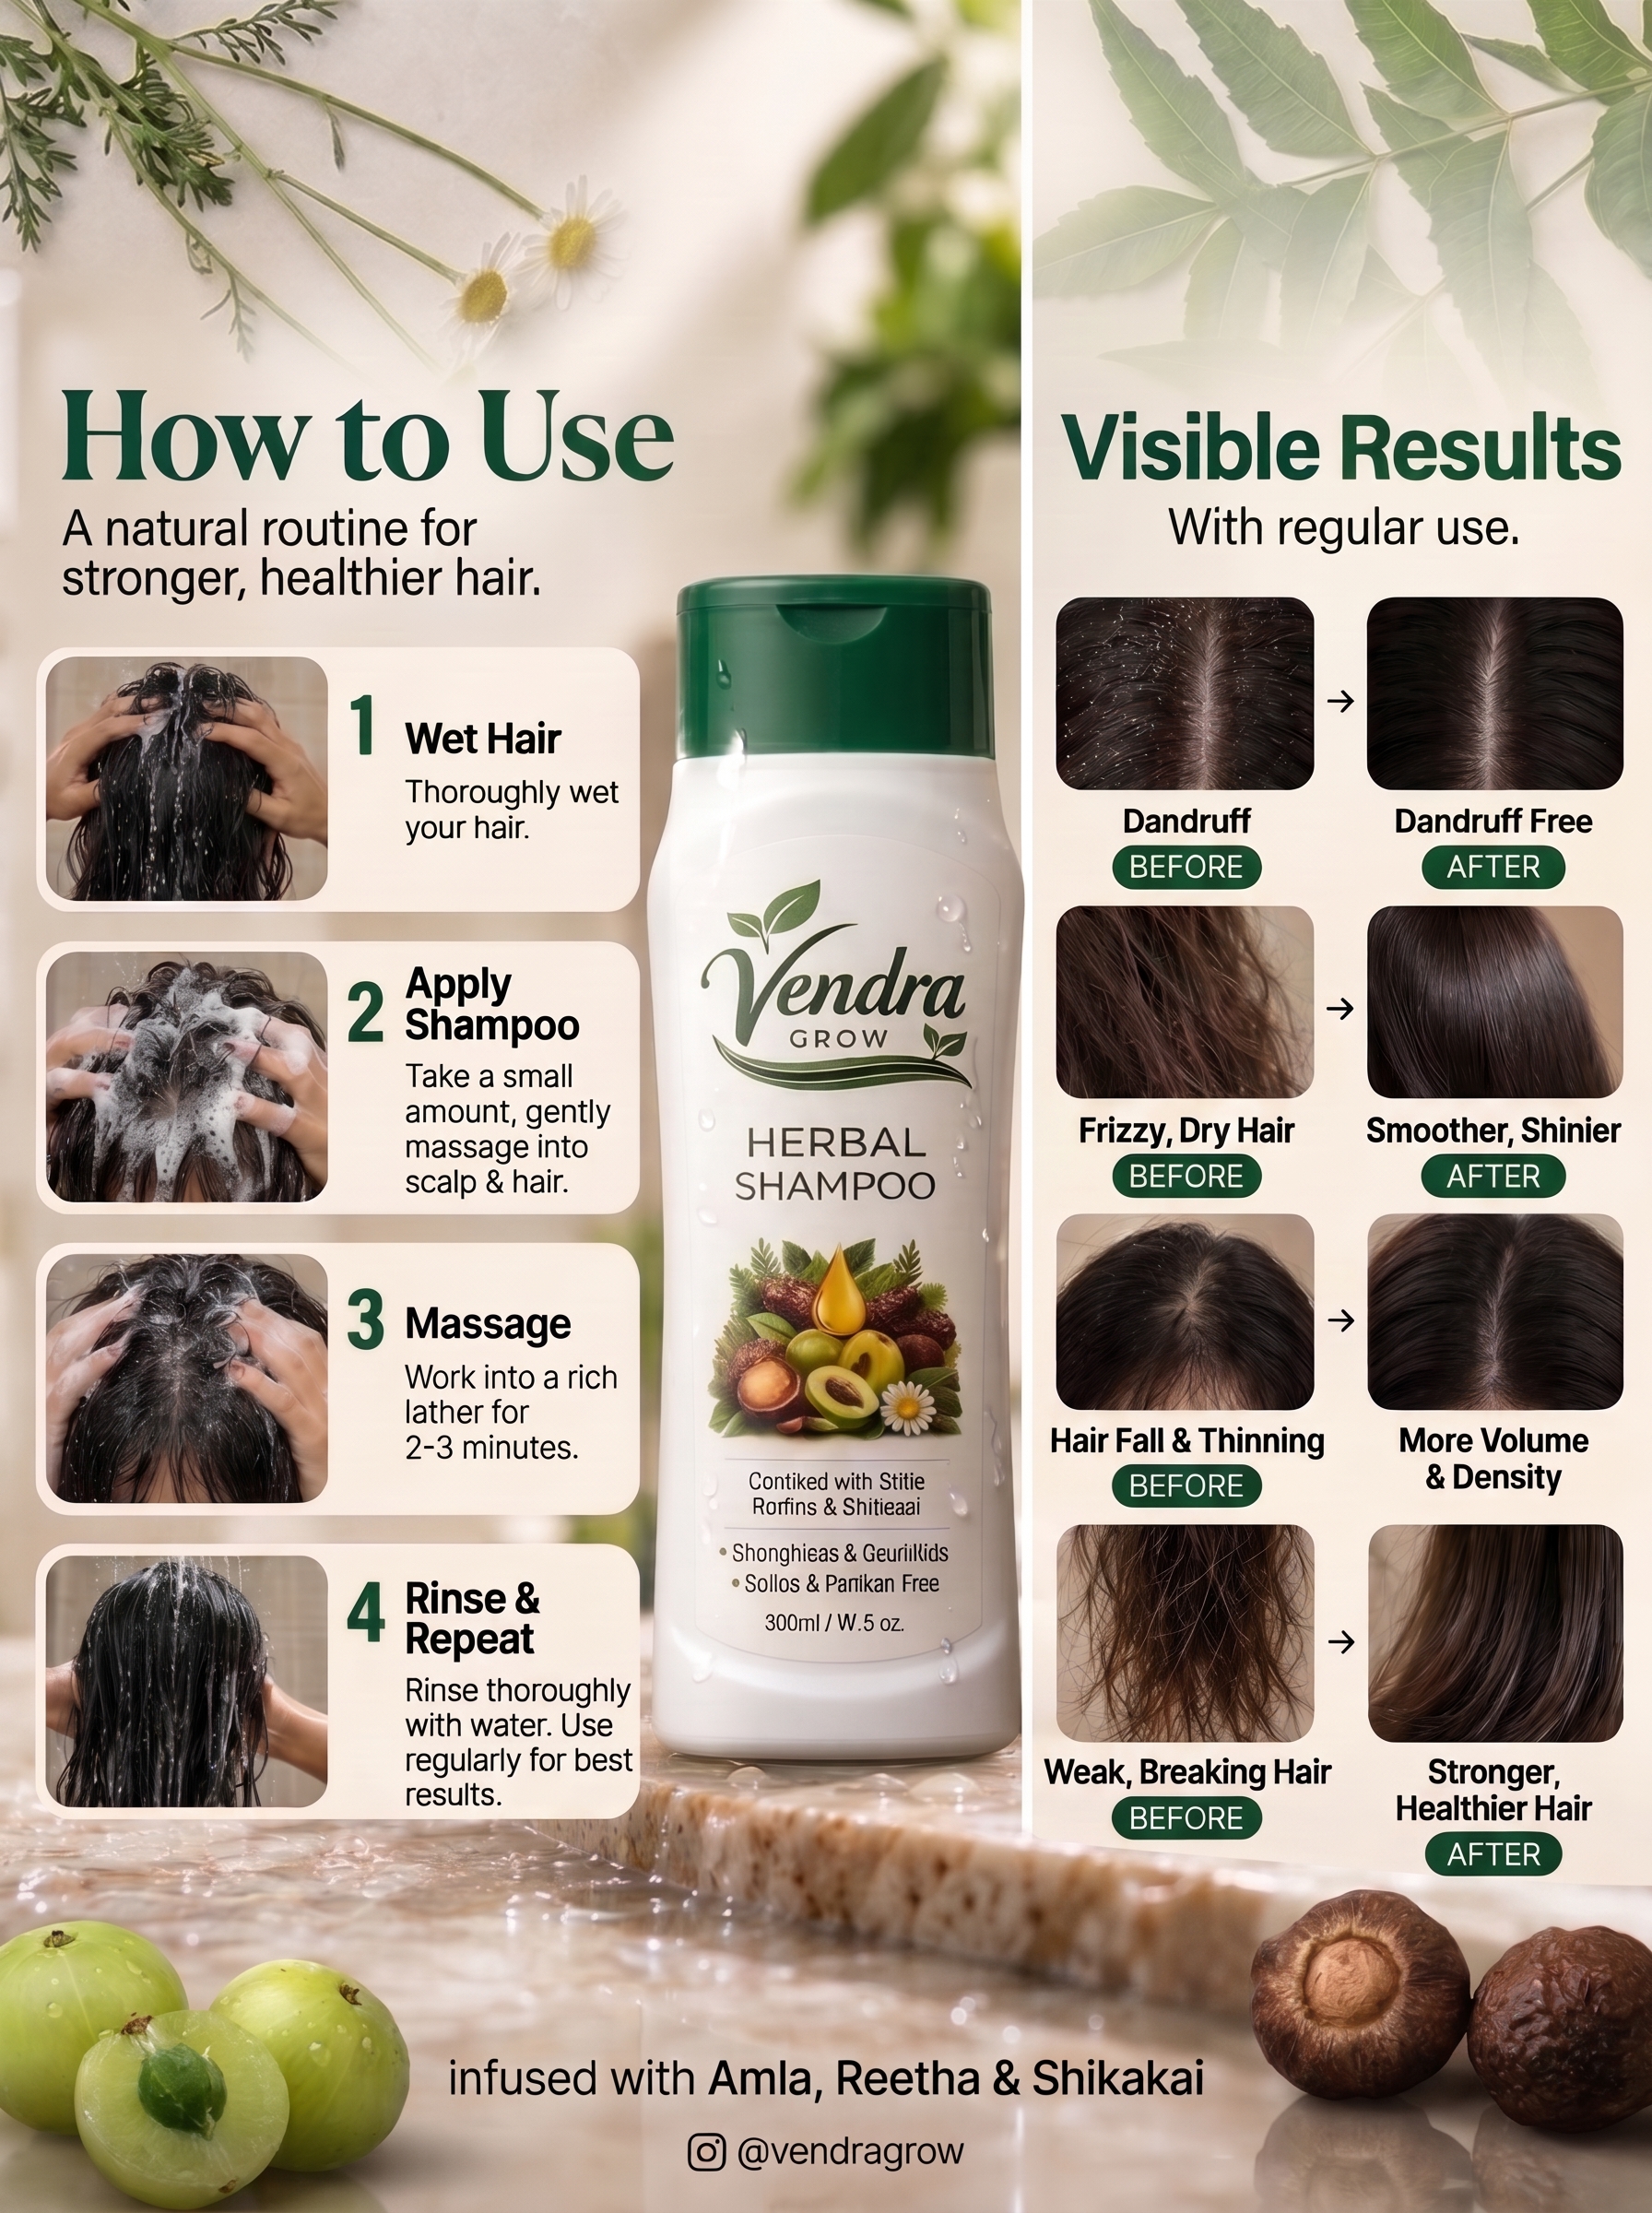 How to Use
A natural routine for
stronger, healthier hair.
1
Wet Hair
Thoroughly wet
your hair.
2
Apply
Shampoo
Take a small
amount, gently
massage into
scalp & hair.
3
Massage
Work into a rich
lather for
2-3 minutes.
4
Rinse &
Repeat
Rinse thoroughly
with water. Use
regularly for best
results.
Vendra
GROW
HERBAL
SHAMPOO
Contiked with Stitie
Rorfins & Shitieaai
• Shonghieas & Geuriilkids
• Sollos & Parrikan Free
300ml / W.5 oz.
Visible Results
With regular use.
Dandruff
BEFORE
Dandruff Free
AFTER
Frizzy, Dry Hair
BEFORE
Smoother, Shinier
AFTER
Hair Fall & Thinning
BEFORE
More Volume
& Density
Weak, Breaking Hair
BEFORE
Stronger,
Healthier Hair
AFTER
infused with Amla, Reetha & Shikakai
@vendragrow